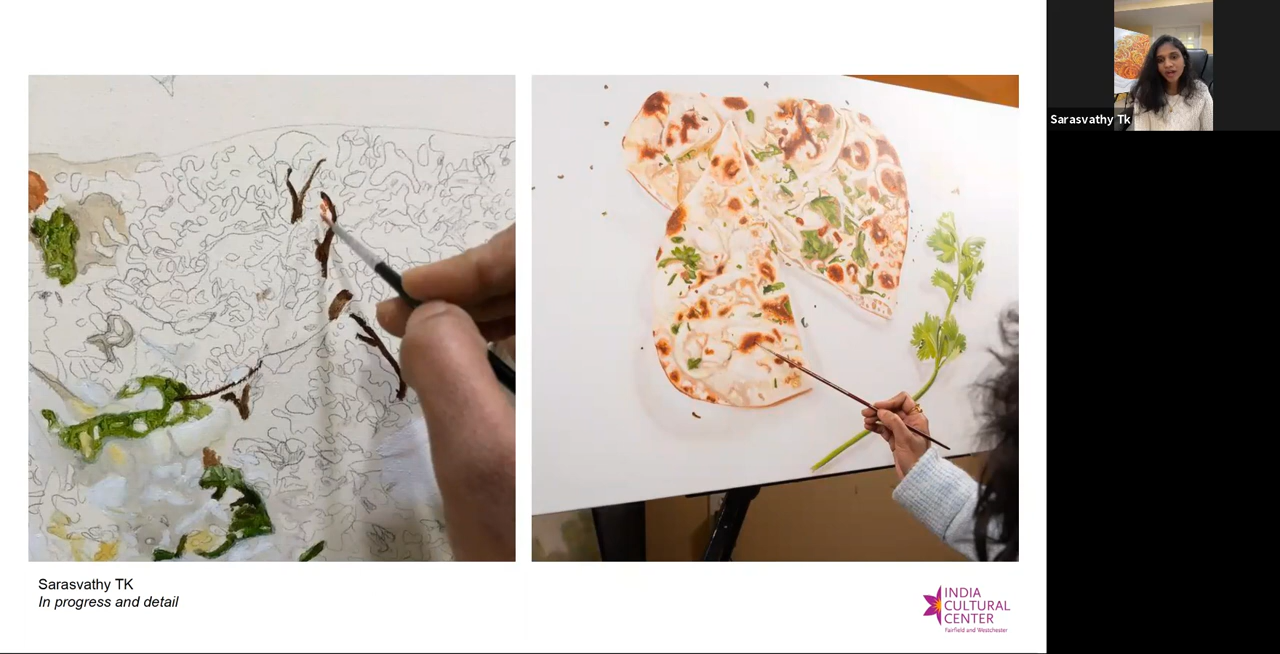 Sarasvathy Tk
Sarasvathy TK
In progress and detail
INDIA
CULTURAL
CENTER
Fairfield and Westchester